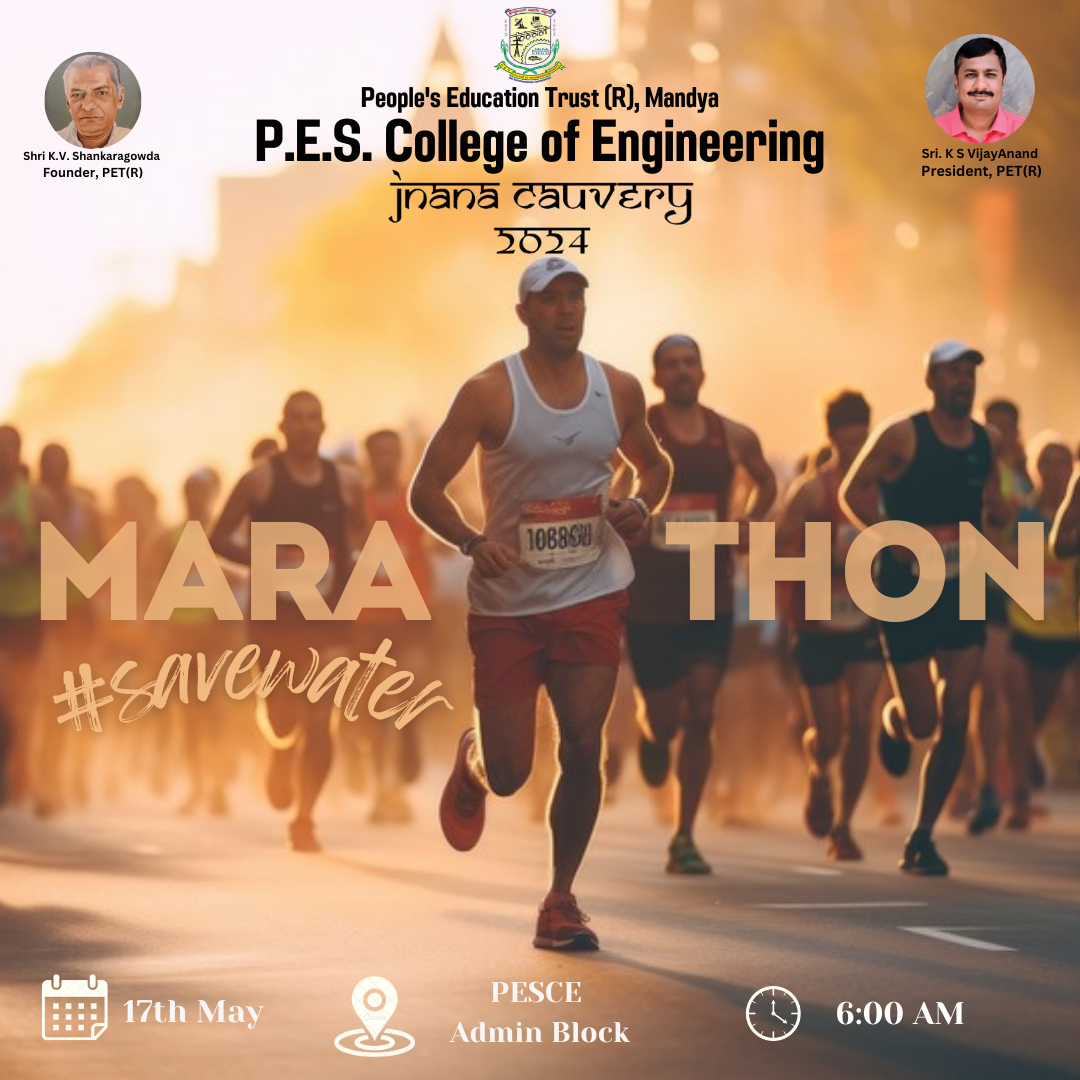 People's Education Trust (R), Mandya
P.E.S. College of Engineering
Jnana Cauvery
2024
Shri K.V. Shankaragowda
Founder, PET(R)
Sri. K S VijayAnand
President, PET(R)
MARA THON
#savewater
17th May
PESCE
Admin Block
6:00 AM